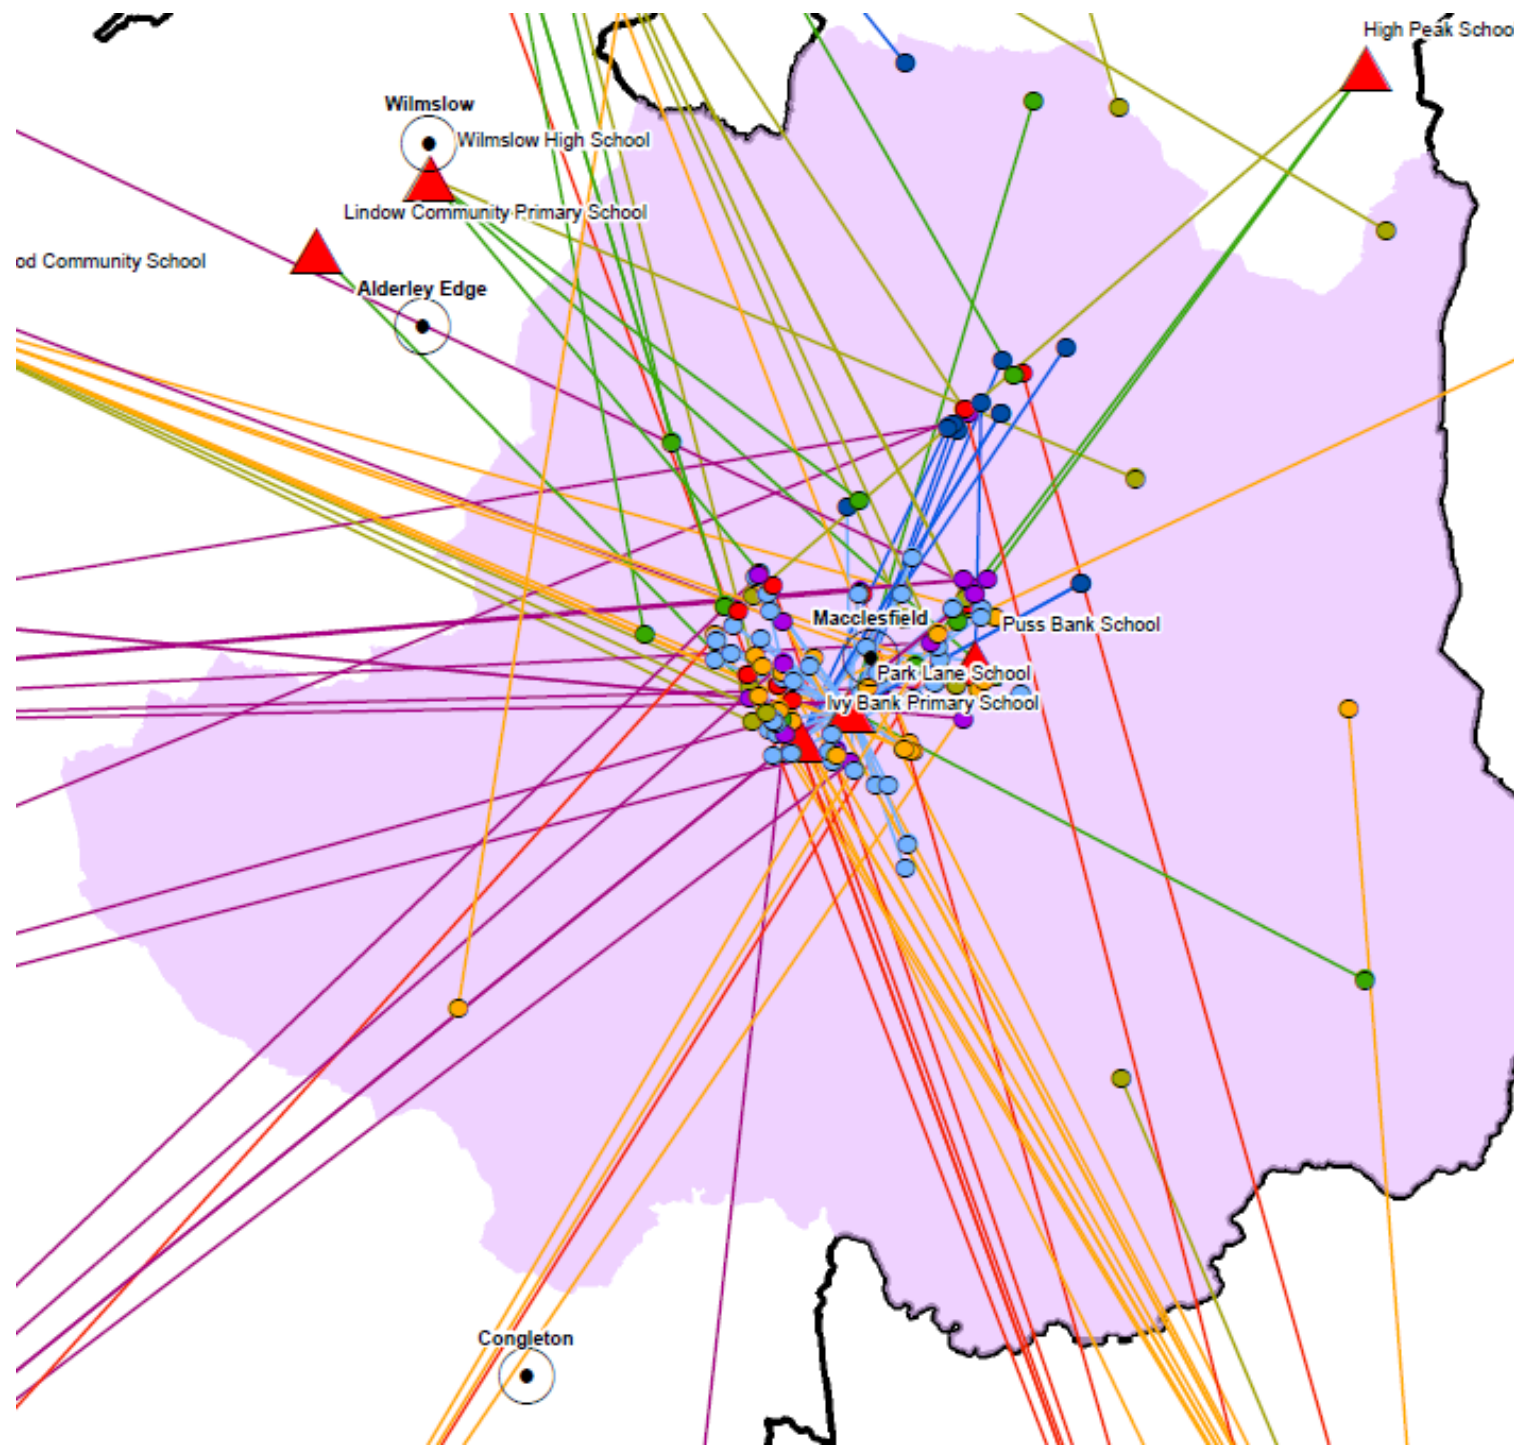 High Peak Schoo
Wilmslow
Wilmslow High School
Lindow Community Primary School
od Community School
Alderley Edge
Macclesfield
Puss Bank School
Park Lane School
Ivy Bank Primary School
Congleton